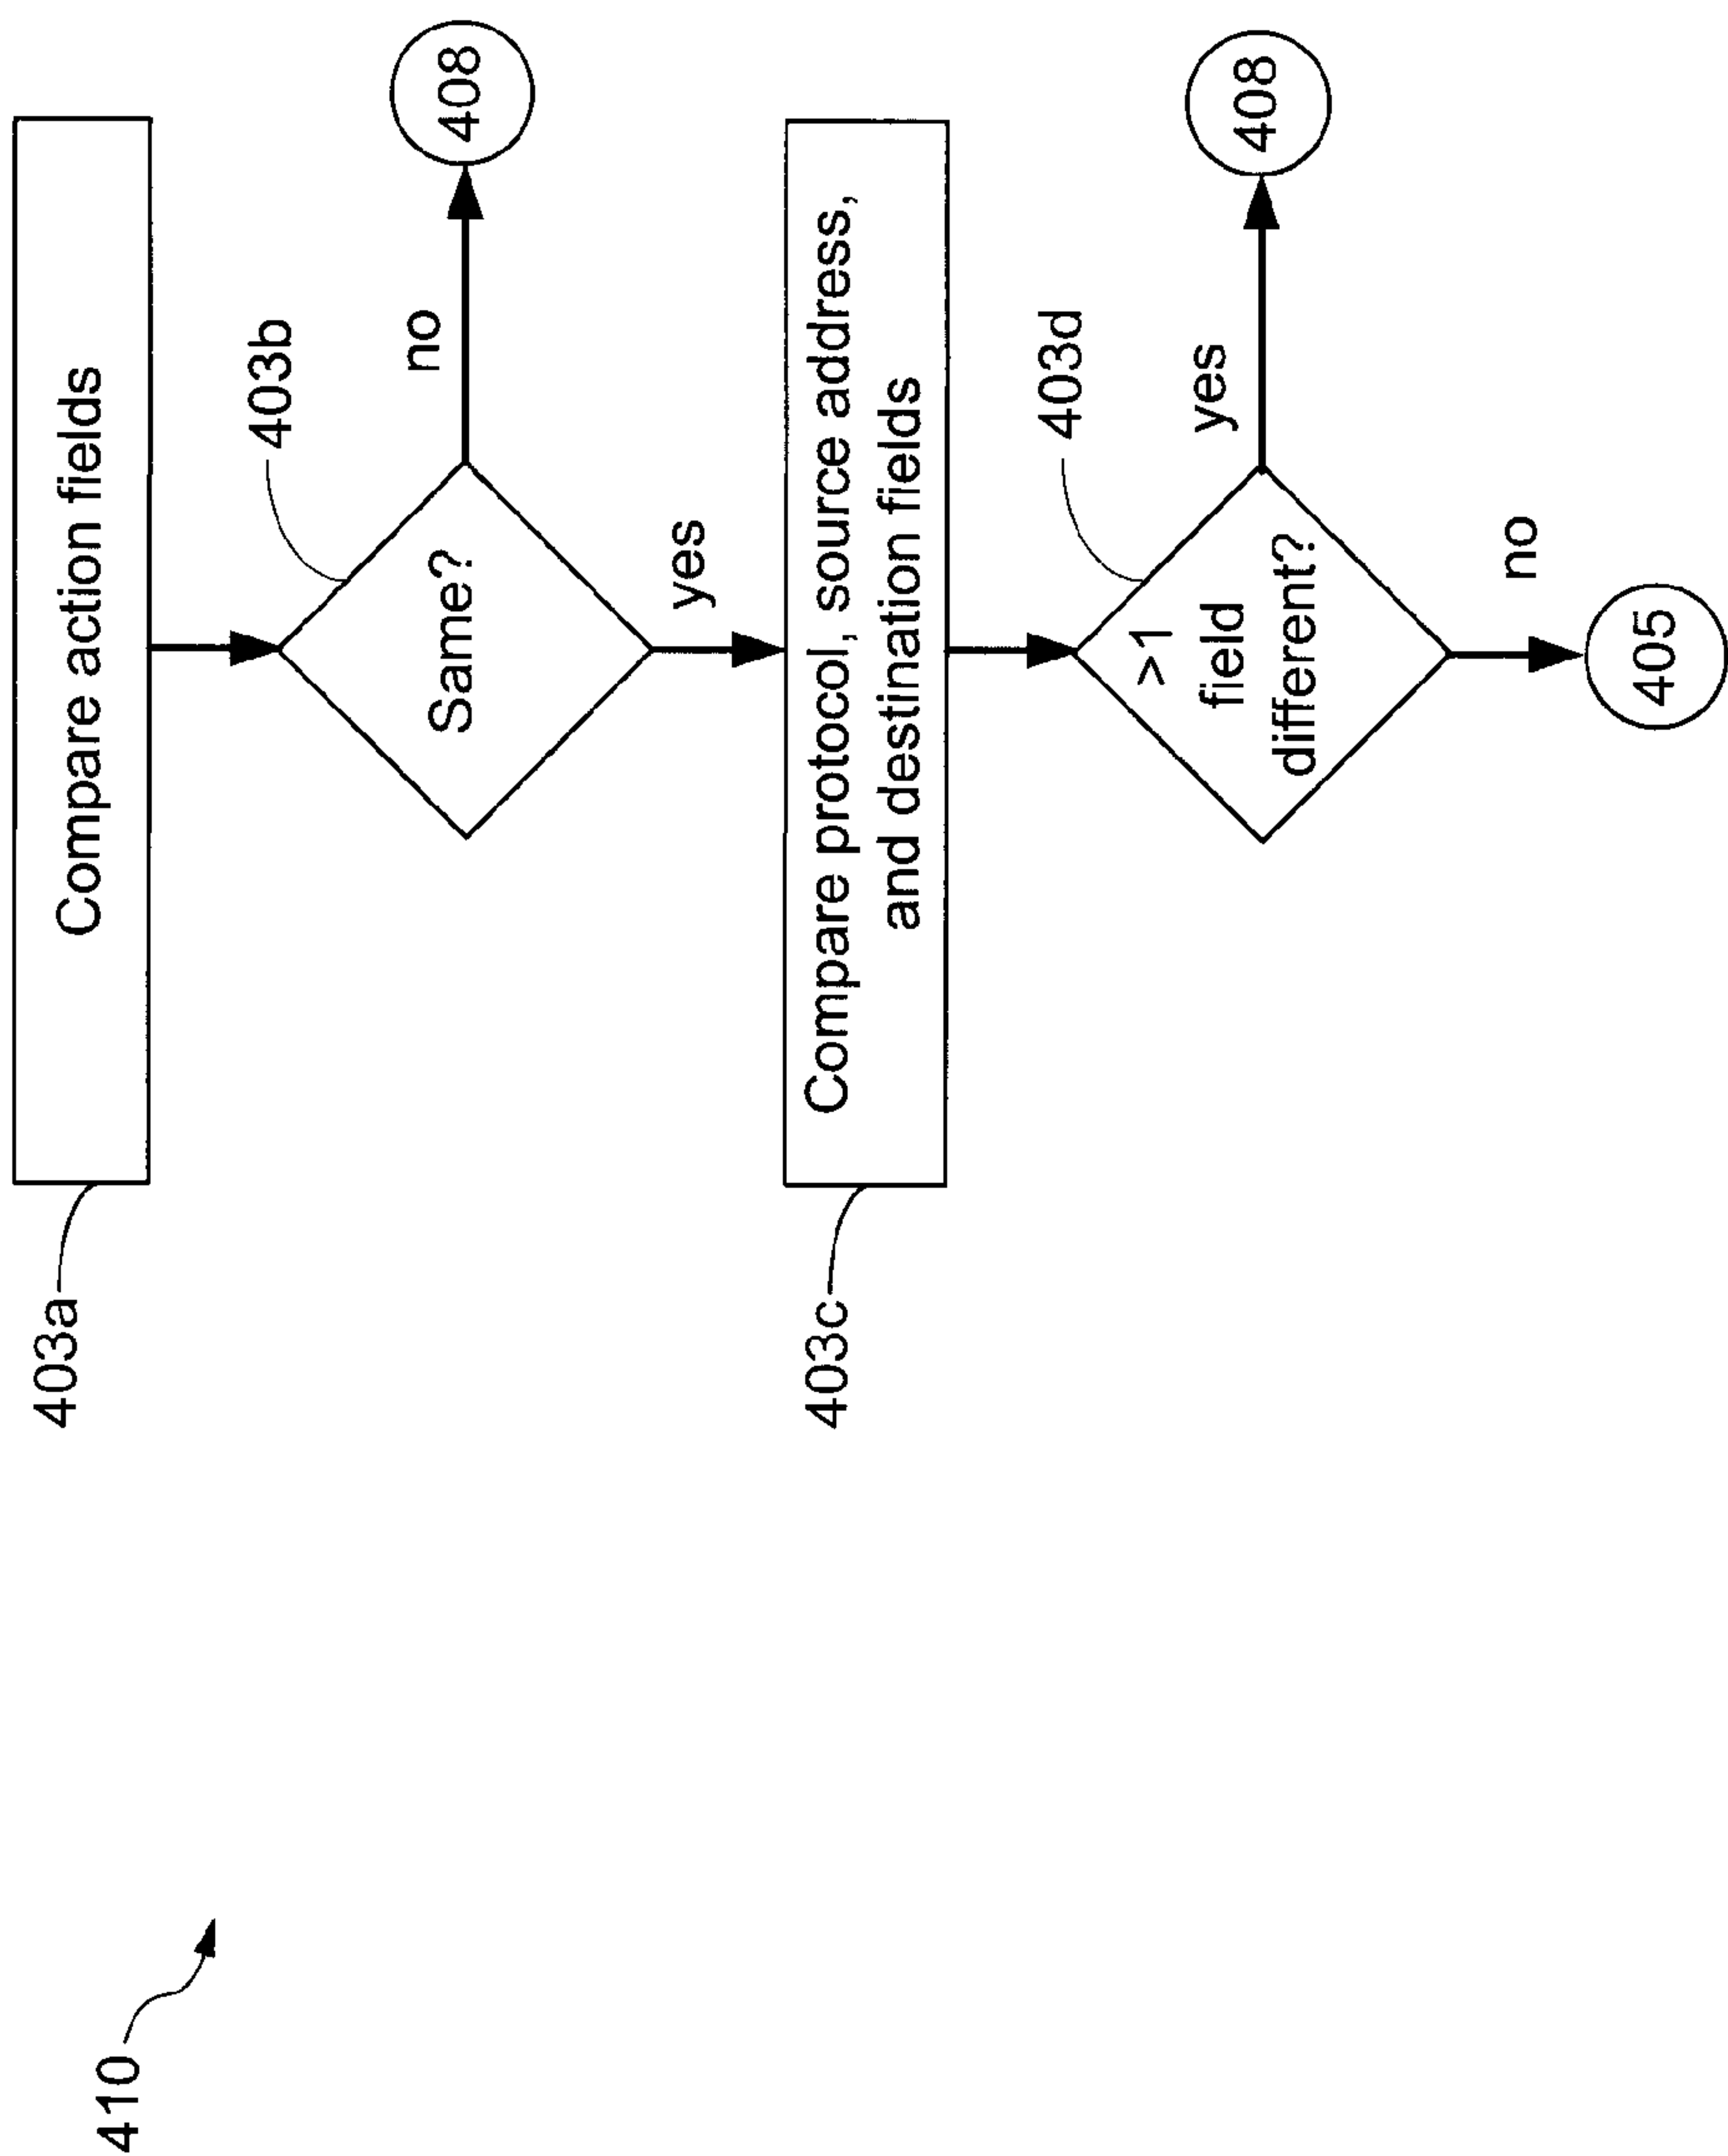 410
403a
Compare action fields
403b
Same?
no
408
yes
403c
Compare protocol, source address,
and destination fields
403d
>1
field
different?
yes
408
no
405